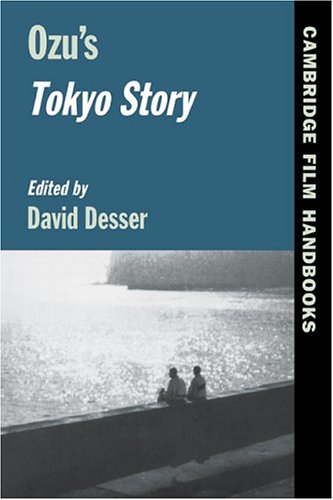 Ozu's
Tokyo Story
Edited by
David Desser
CAMBRIDGE FILM HANDBOOKS